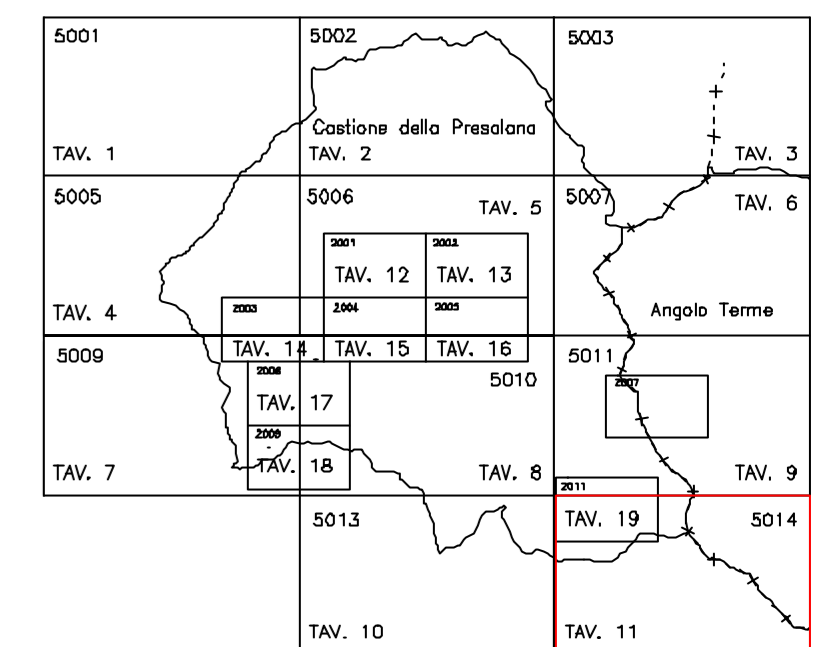 5001
5002
5003
Castione della Presolana
TAV. 1
TAV. 2
TAV. 3
5005
5006
TAV. 5
5007
TAV. 6
2001
2002
TAV. 12
TAV. 13
TAV. 4
2003
2004
2005
Angolo Terme
TAV. 14
TAV. 15
TAV. 16
5009
5010
5011
2007
TAV. 17
2009
TAV. 7
TAV. 18
TAV. 8
TAV. 9
2011
5013
TAV. 19
5014
TAV. 10
TAV. 11